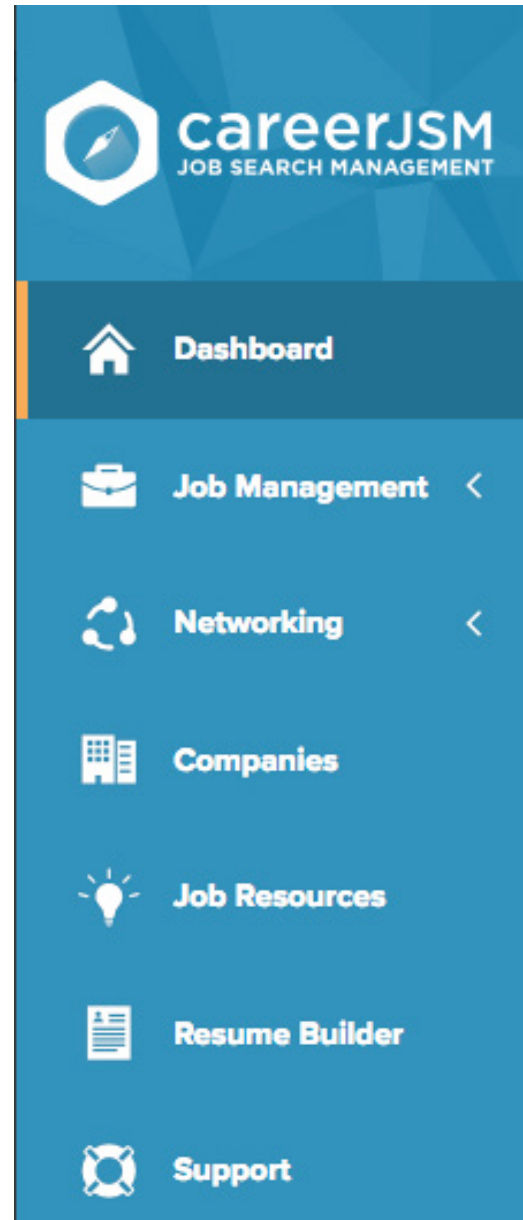 careerJSM
JOB SEARCH MANAGEMENT
Dashboard
Job Management
Networking
Companies
Job Resources
Resume Builder
Support